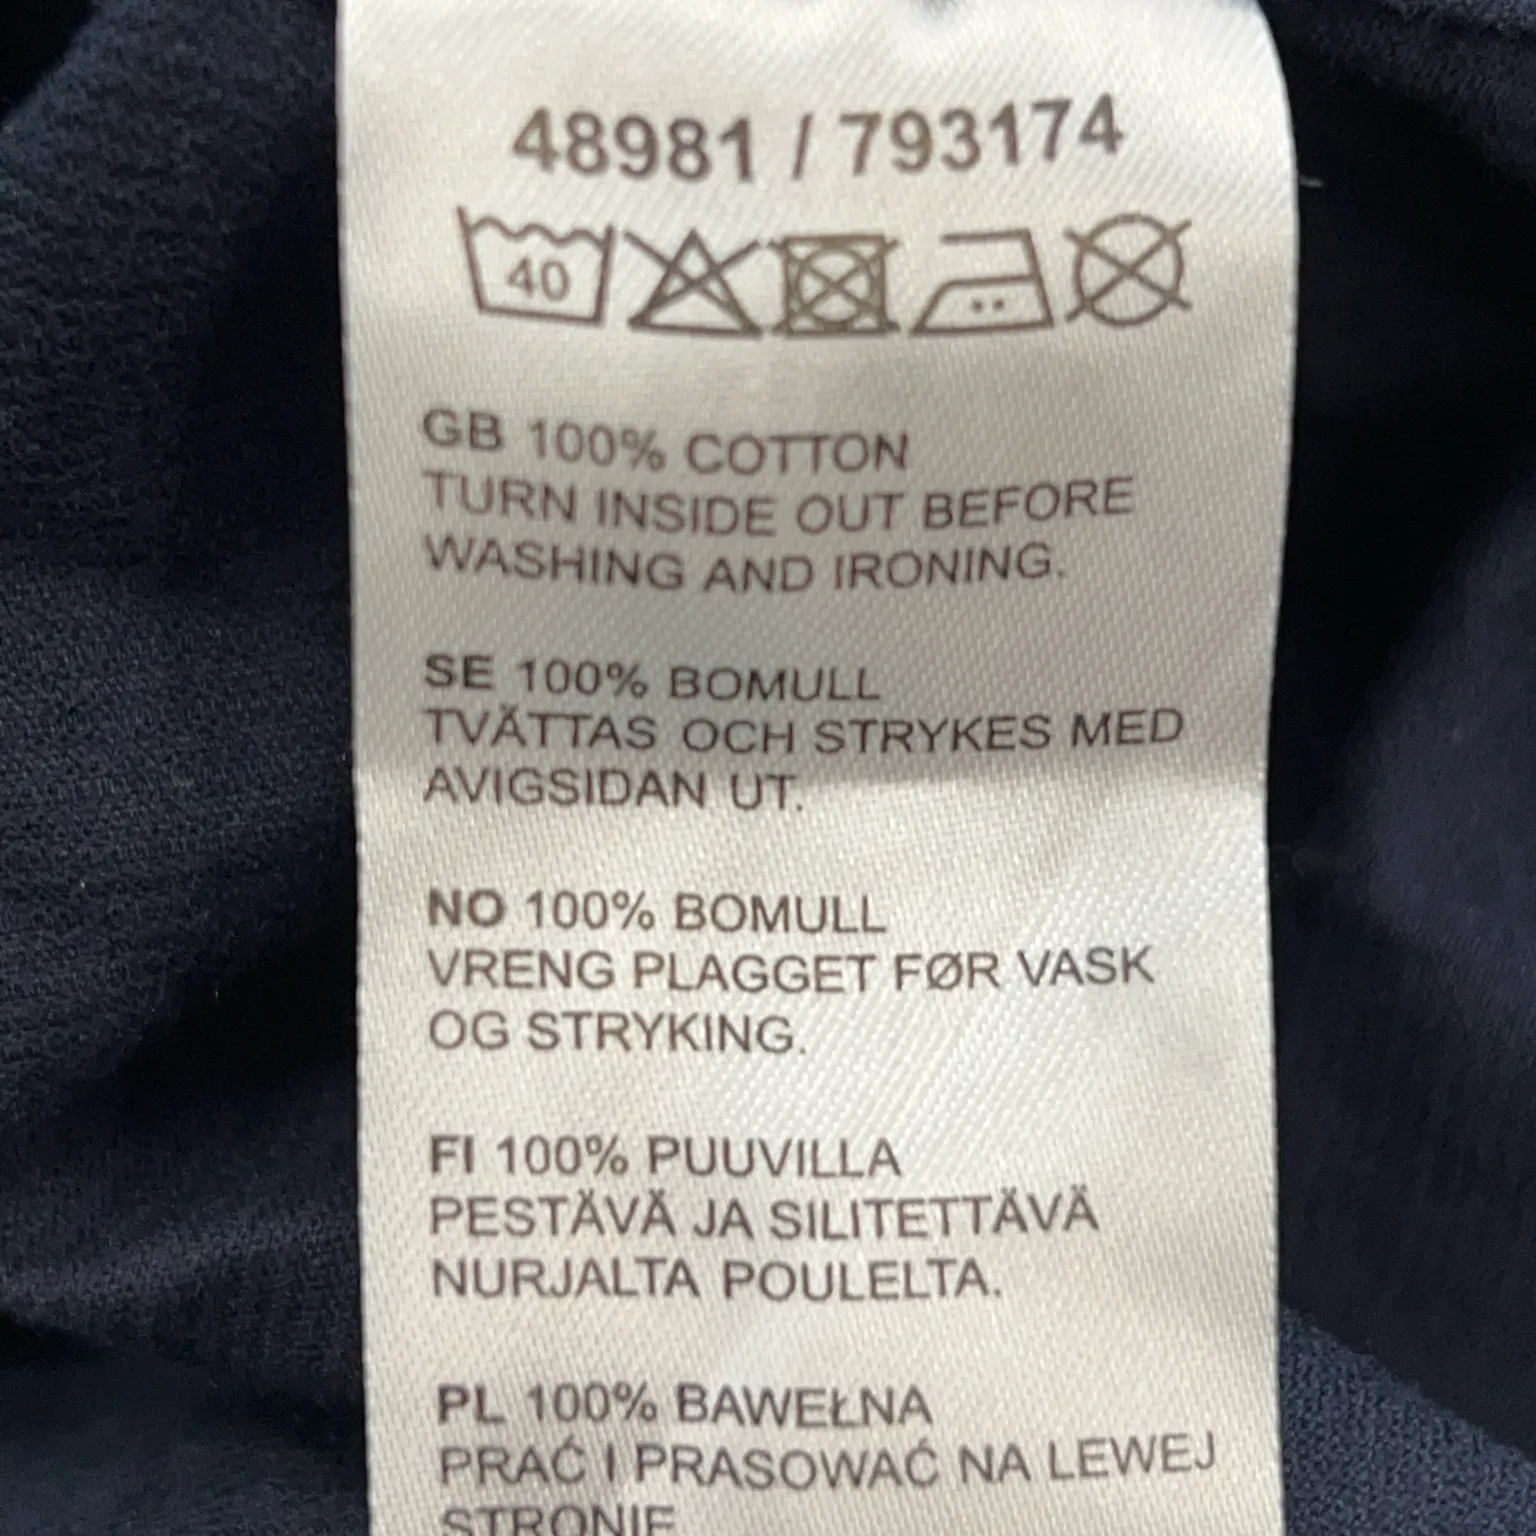 48981 / 793174
40
GB 100% COTTON
TURN INSIDE OUT BEFORE
WASHING AND IRONING.
SE 100% BOMULL
TVÄTTAS OCH STRYKES MED
AVIGSIDAN UT.
NO 100% BOMULL
VRENG PLAGGET FØR VASK
OG STRYKING.
FI 100% PUUVILLA
PESTÄVÄ JA SILITETTÄVÄ
NURJALTA POULELTA.
PL 100% BAWEŁNA
PRAĆ I PRASOWAĆ NA LEWEJ
STRONIE